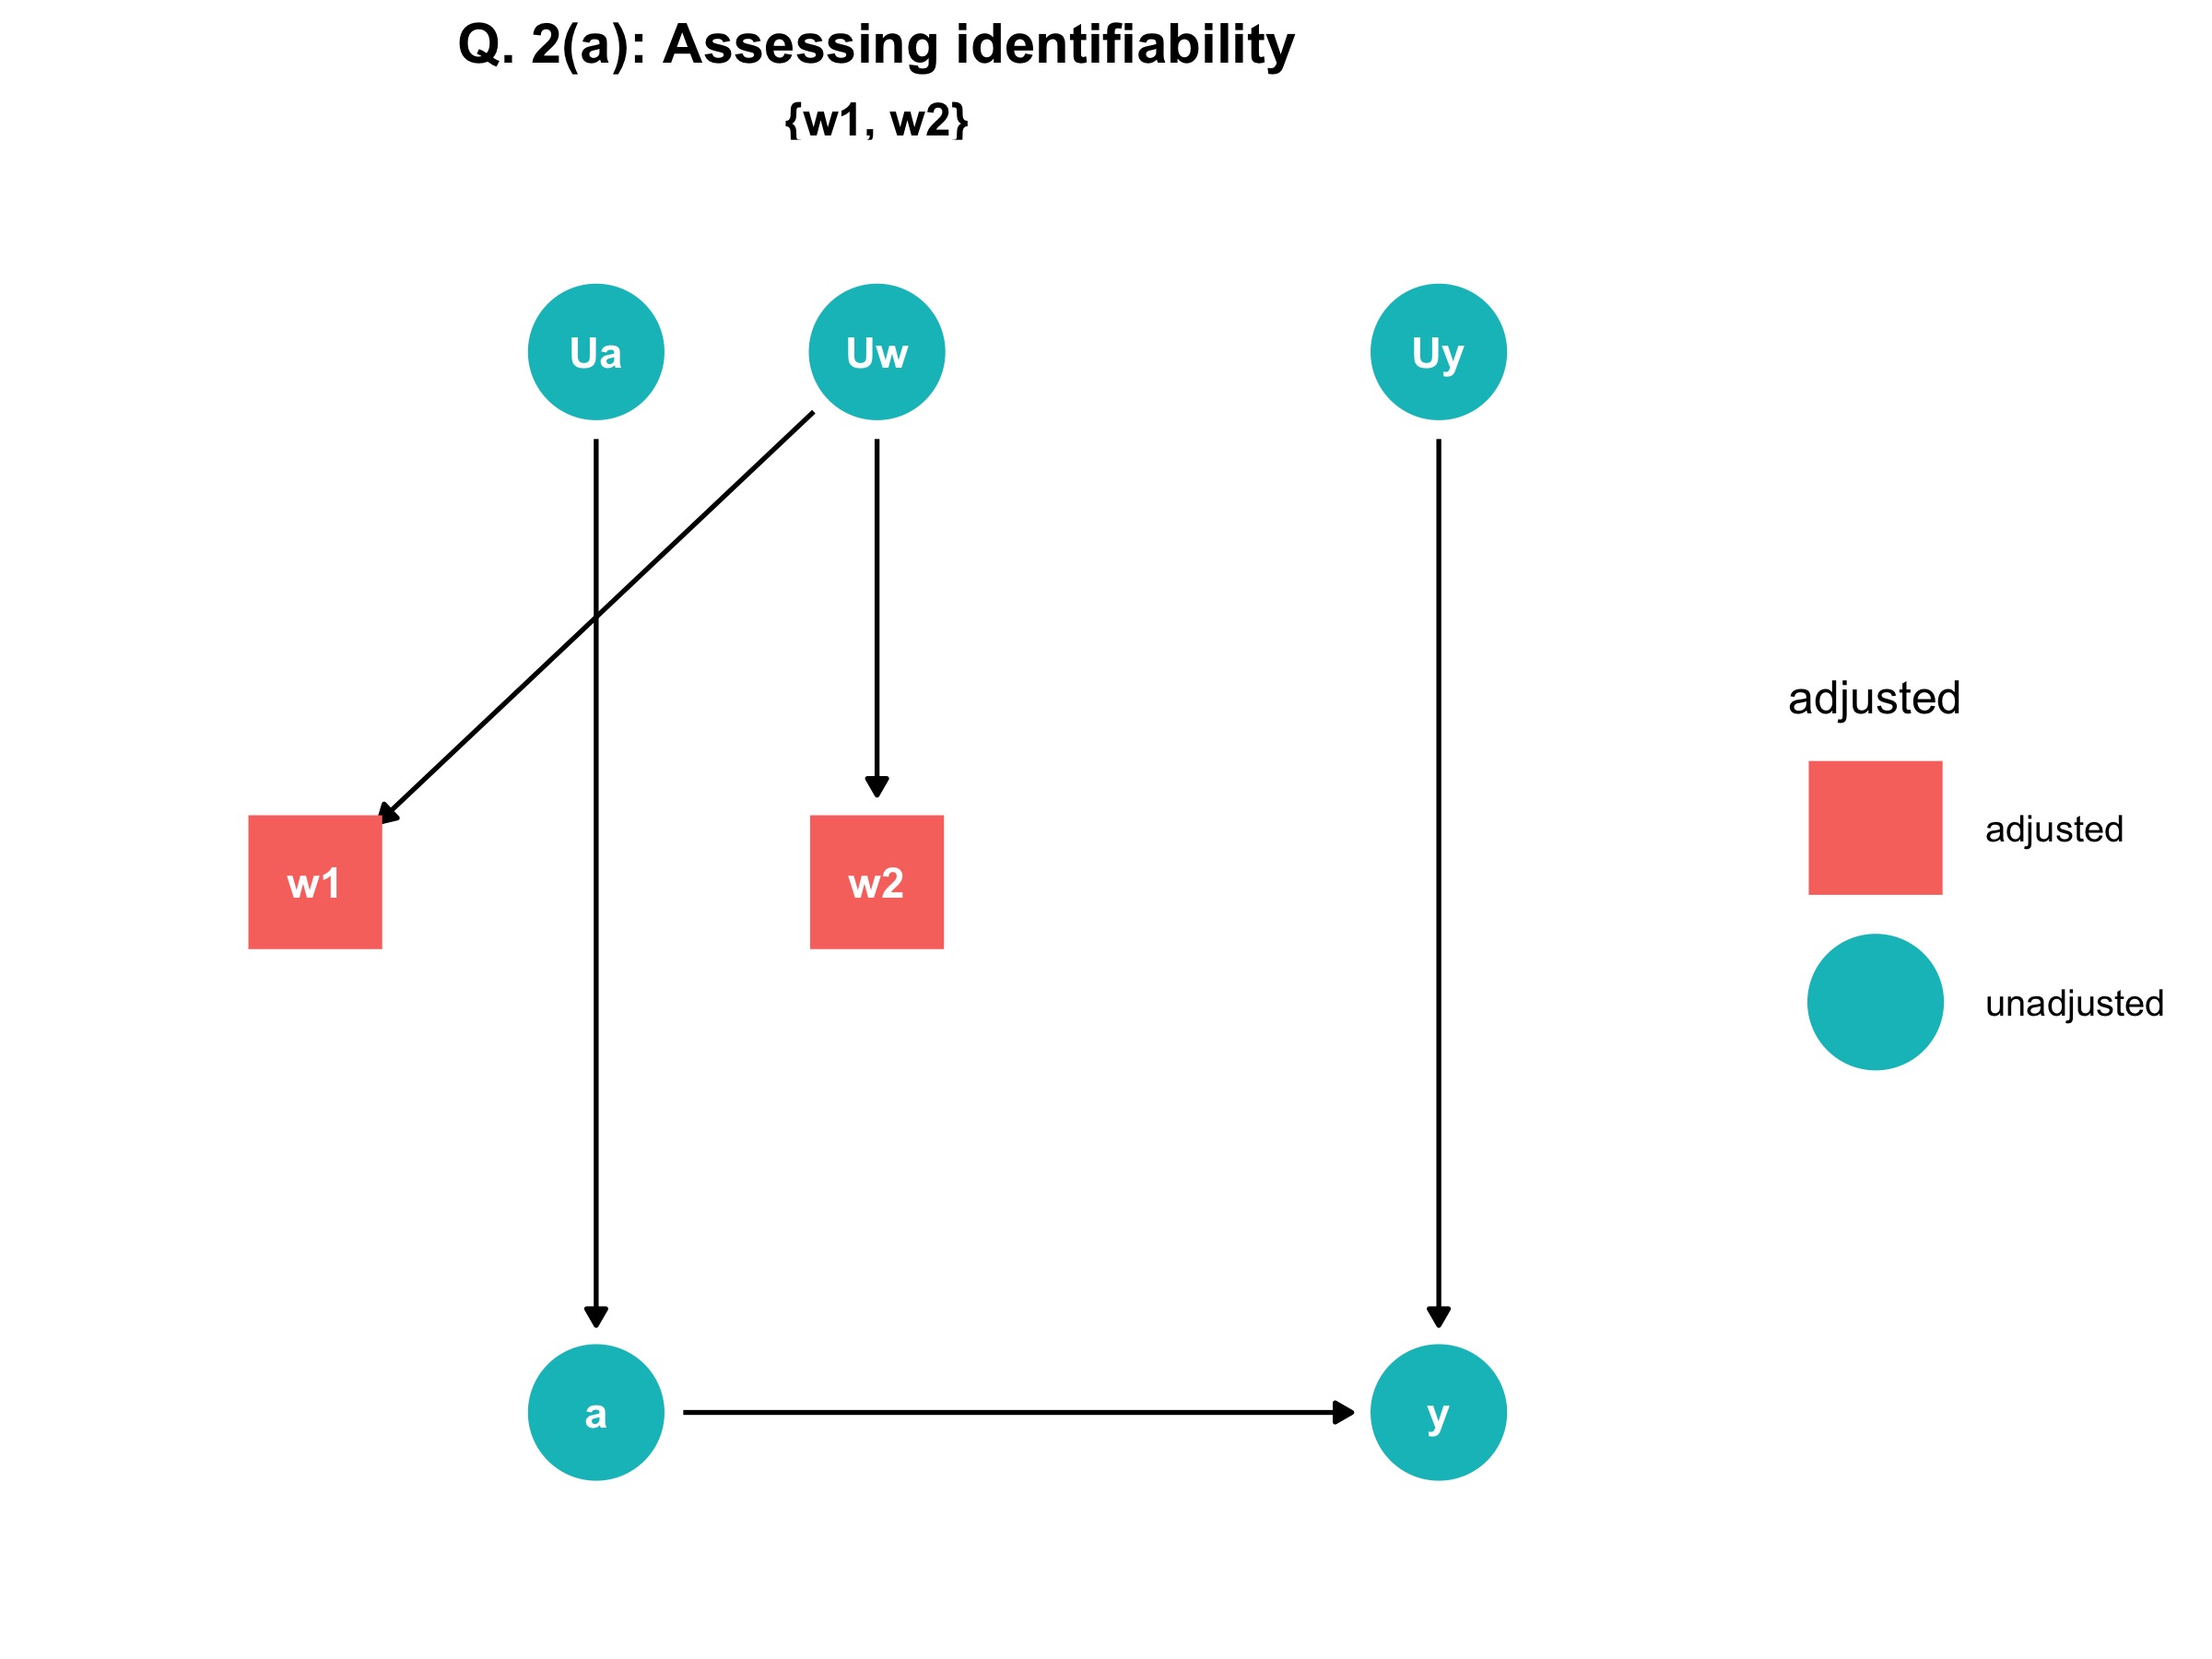 Q. 2(a): Assessing identifiability
{w1, w2}
Ua
Uw
Uy
adjusted
adjusted
w1
w2
unadjusted
a
y